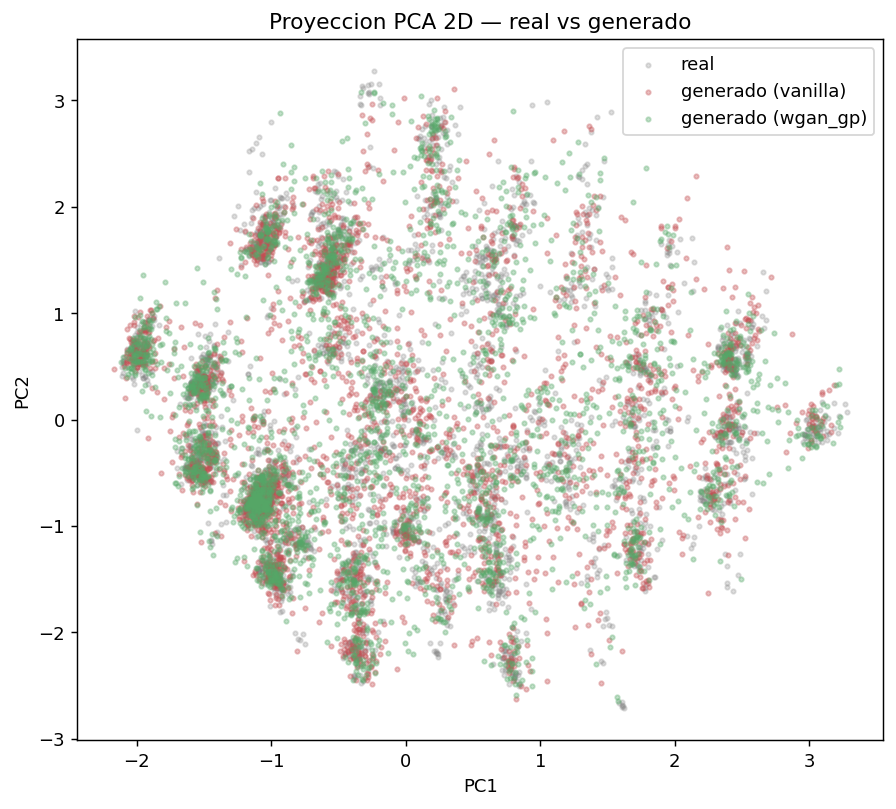 Proyeccion PCA 2D — real vs generado
real
generado (vanilla)
generado (wgan_gp)
3
2
1
0
−1
−2
−3
PC2
−2
−1
0
1
2
3
PC1